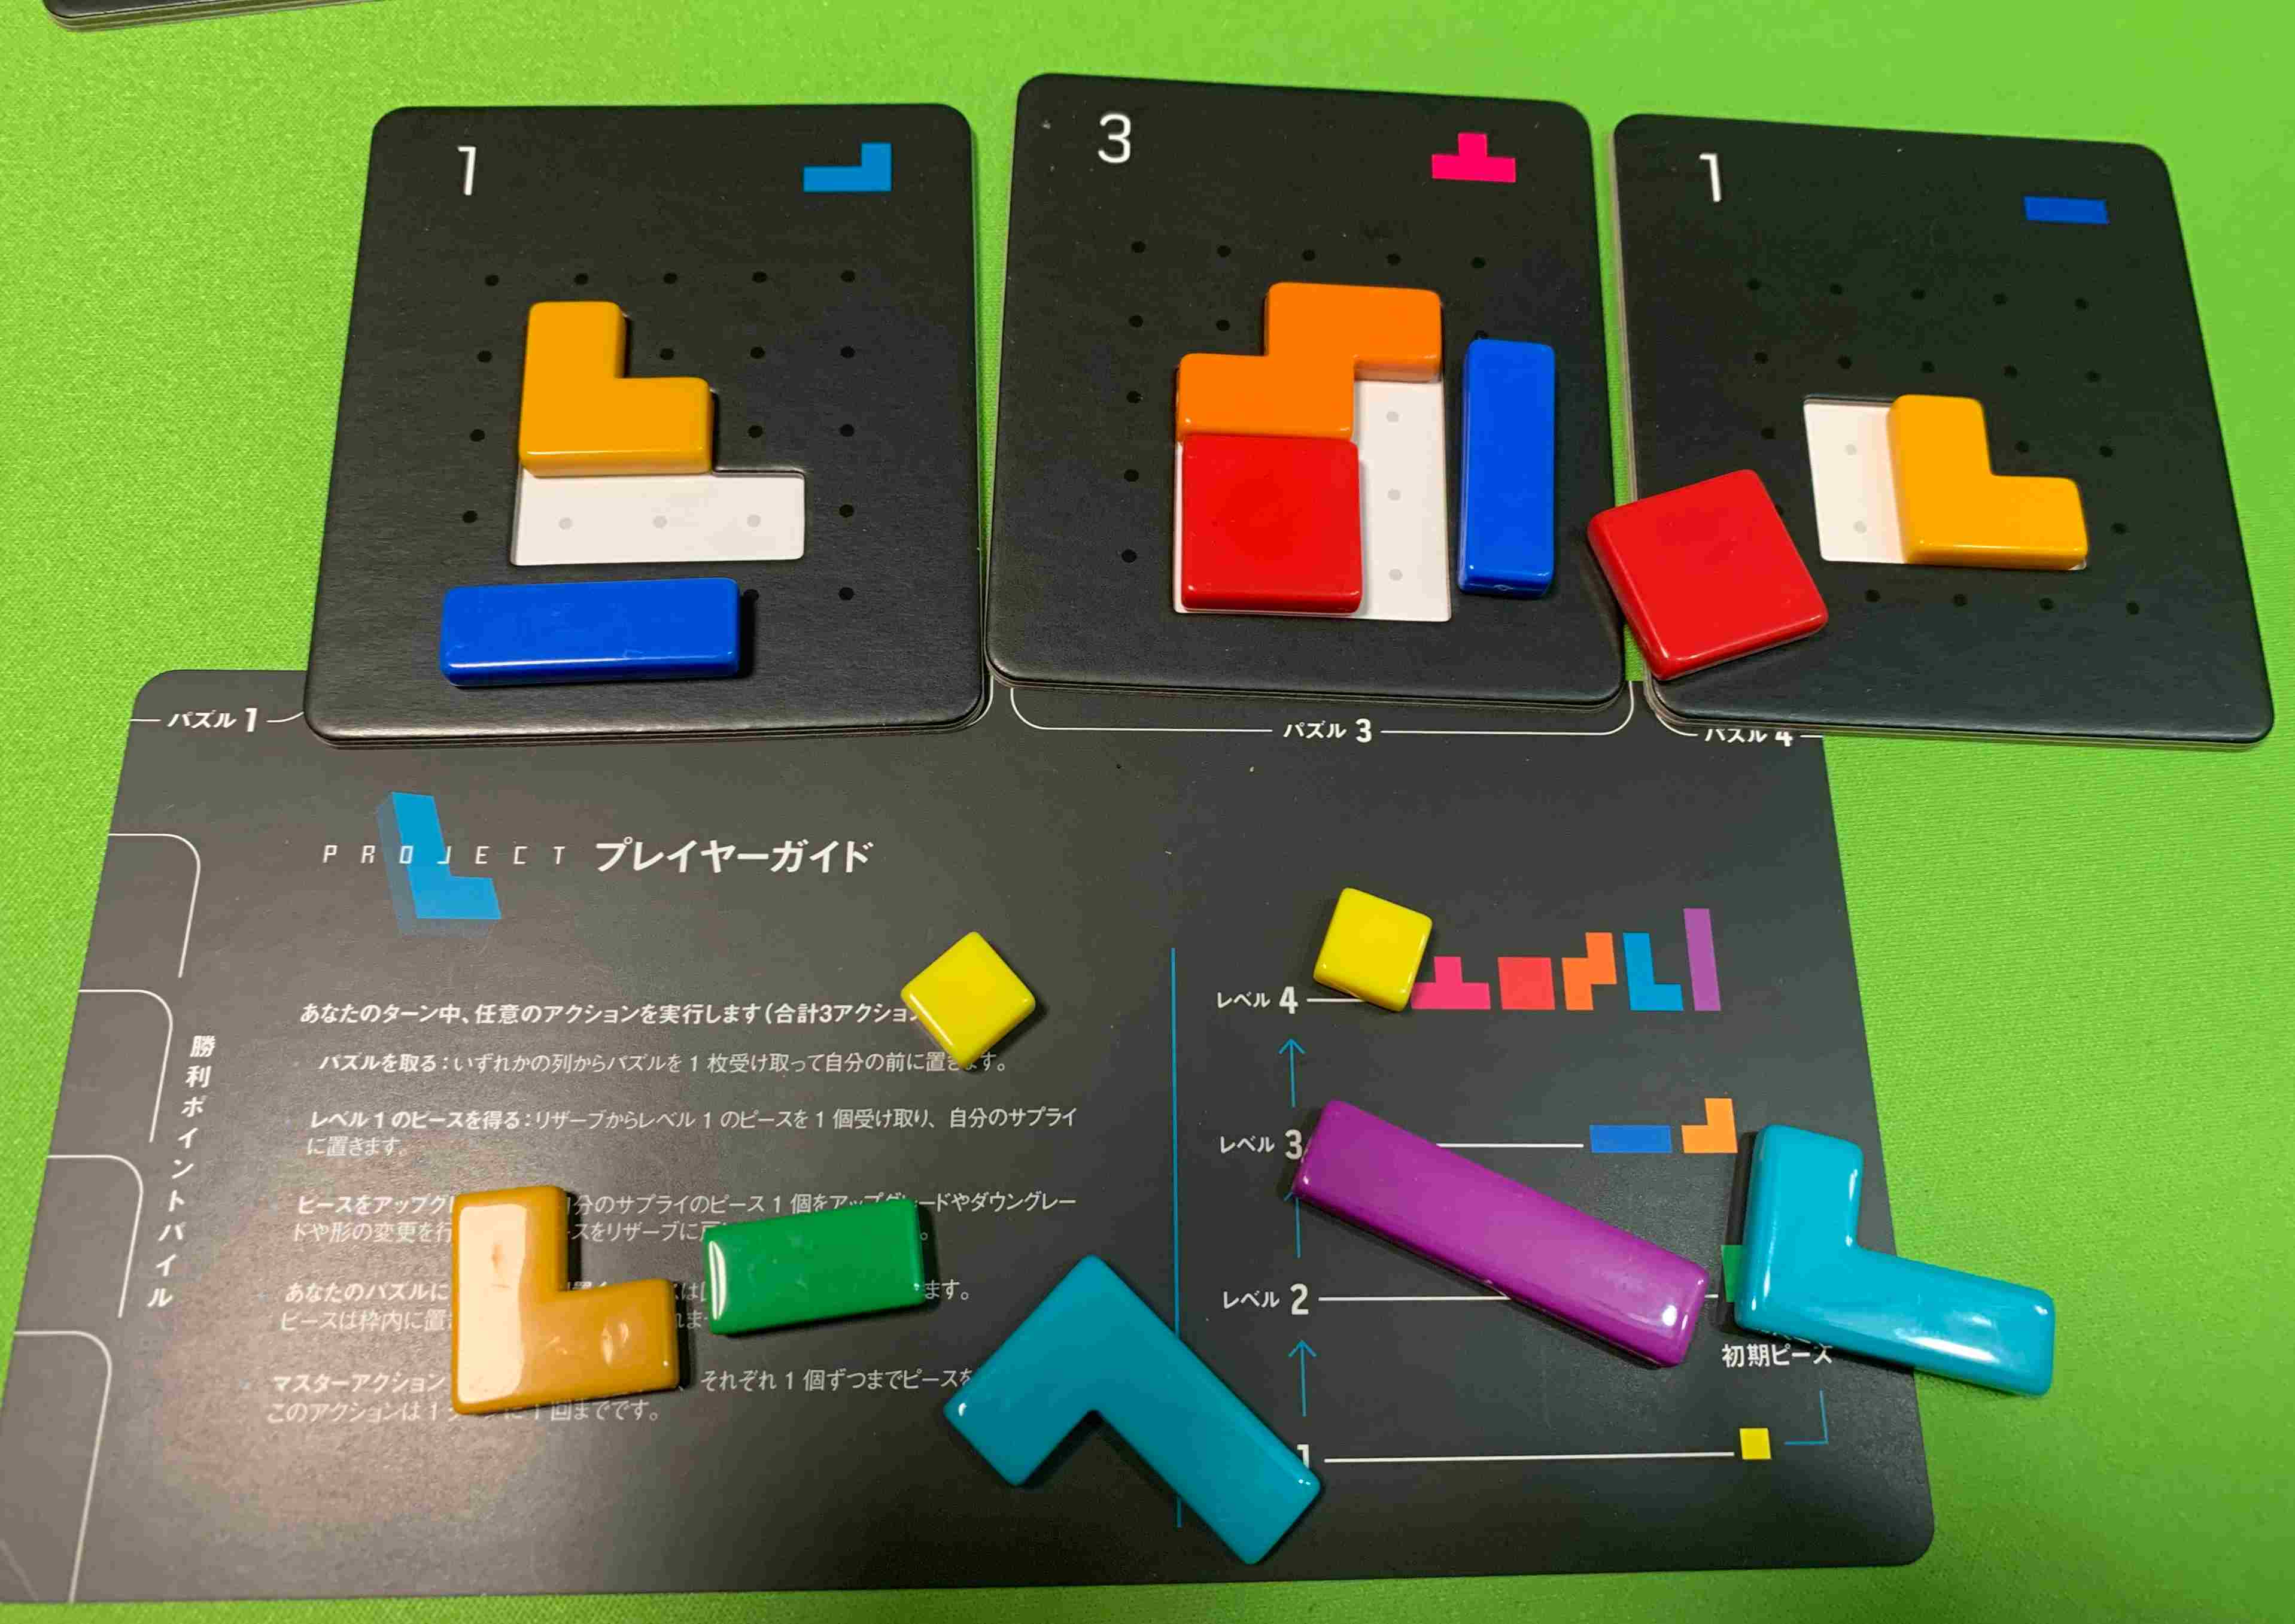 1
3
1
パズル 1
パズル 3
パズル 4
PROJECT プレイヤーガイド
あなたのターン中、任意のアクションを実行します(合計3アクション
パズルを取る:いずれかの列からパズルを 1 枚受け取って自分の前に置きます。
レベル 1 のピースを得る:リザーブからレベル 1 のピースを 1 個受け取り、自分のサプライ
に置きます。
ピースをアップグ 分のサプライのピース 1 個をアップグレードやダウングレー
ドや形の変更を行 スをリザーブに戻
あなたのパズルに ます。
ピースは枠内に置
マスターアクション 、それぞれ 1 個ずつまでピースを
このアクションは 1 に 1 回までです。
勝利ポイントパイル
レベル 4
レベル 3
レベル 2
初期ピース
1